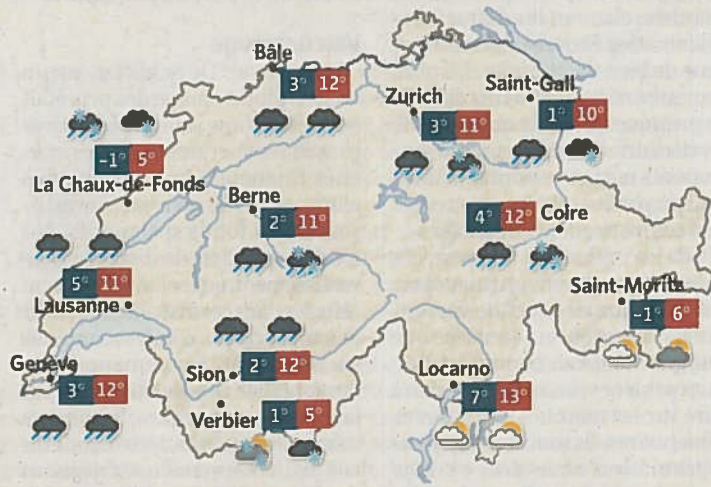 Bâle
3° 12°
Zurich
3° 11°
Saint-Gall
1° 10°
-1° 5°
La Chaux-de-Fonds
Berne
2° 11°
4° 12°
Coire
5° 11°
Lausanne
Saint-Moritz
-1° 6°
Genève
3° 12°
Sion
2° 12°
Verbier
1° 5°
Locarno
7° 13°